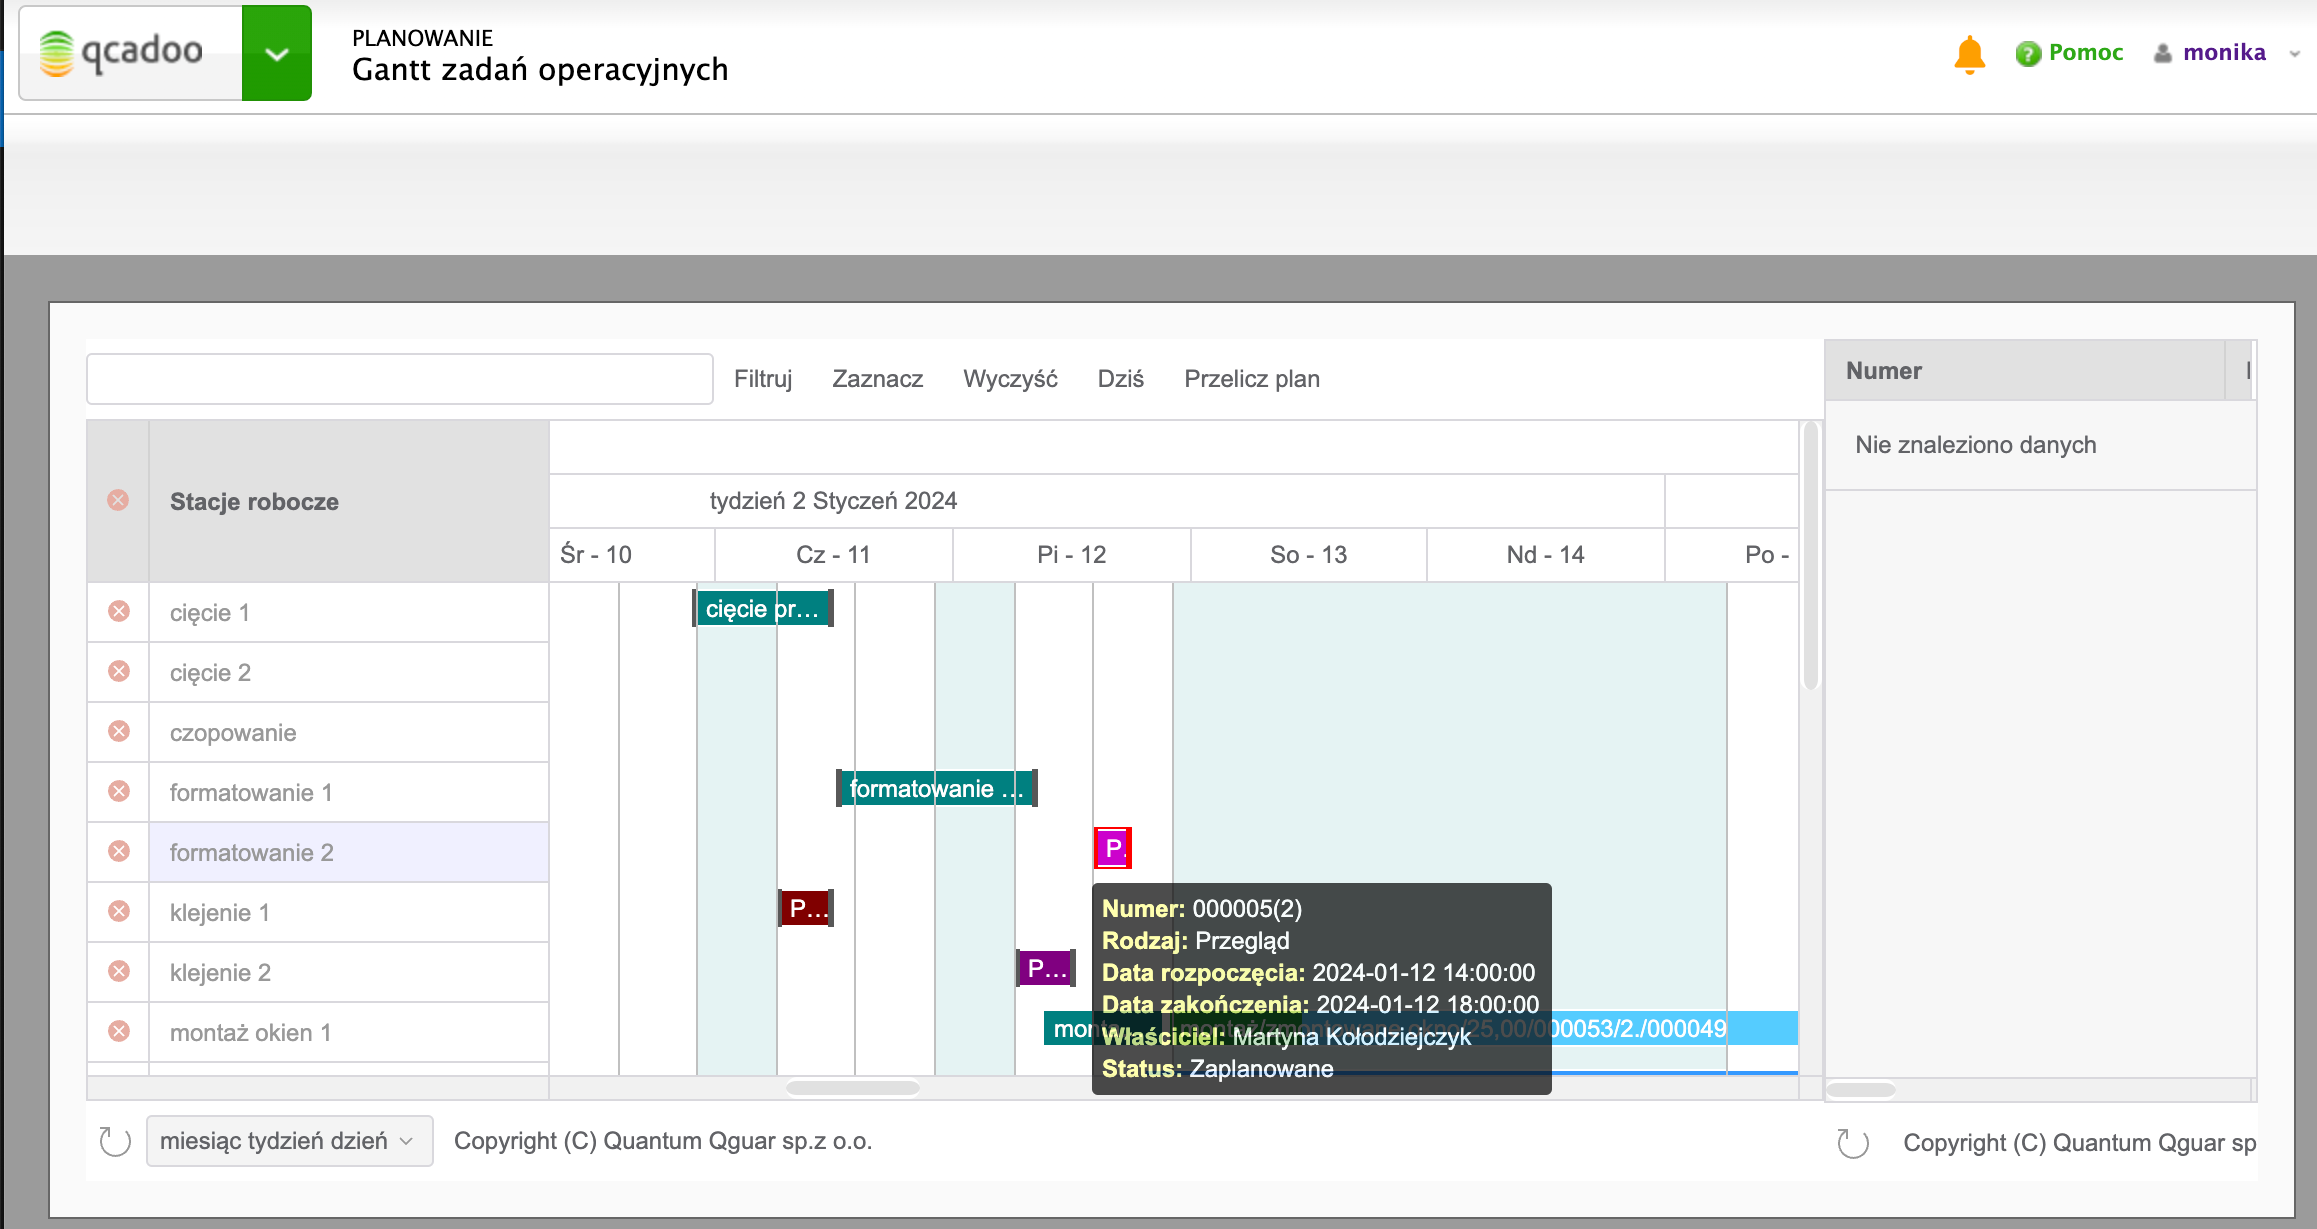 qcadoo
PLANOWANIE
Gantt zadań operacyjnych
Pomoc
monika
Filtruj Zaznacz Wyczyść Dziś Przelicz plan
Numer
Nie znaleziono danych
Stacje robocze
tydzień 2 Styczeń 2024
Śr - 10 Cz - 11 Pi - 12 So - 13 Nd - 14 Po -
cięcie 1
cięcie pr...
cięcie 2
czopowanie
formatowanie 1
formatowanie ...
formatowanie 2
P.
klejenie 1
P...
klejenie 2
P...
montaż okien 1
mont
montaż/zmontowane okno/25,00/000053/2./000049
Numer: 000005(2)
Rodzaj: Przegląd
Data rozpoczęcia: 2024-01-12 14:00:00
Data zakończenia: 2024-01-12 18:00:00
Właściciel: Martyna Kołodziejczyk
Status: Zaplanowane
miesiąc tydzień dzień
Copyright (C) Quantum Qguar sp.z o.o.
Copyright (C) Quantum Qguar sp